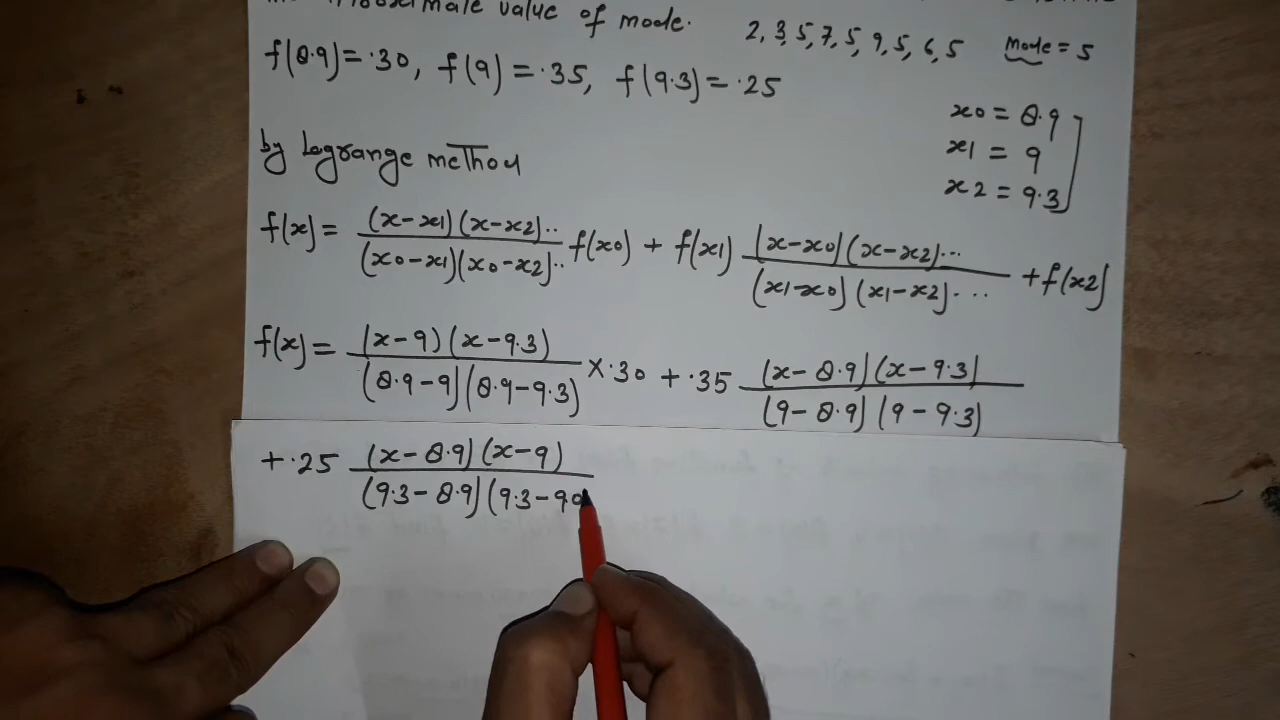 value of mode.
2, 3, 5, 7, 5, 9, 5, 6, 5 Mode = 5
f(8.9) = .30, f(9) = .35, f(9.3) = .25
x0 = 8.9
x1 = 9
x2 = 9.3
by Lagrange method
f(x) = (x-x1)(x-x2).. / (x0-x1)(x0-x2).. f(x0) + f(x1) (x-x0)(x-x2)... / (x1-x0)(x1-x2).... + f(x2)
f(x) = (x-9)(x-9.3) / (8.9-9)(8.9-9.3) x .30 + .35 (x-8.9)(x-9.3) / (9-8.9)(9-9.3)
+ .25 (x-8.9)(x-9) / (9.3-8.9)(9.3-9.0